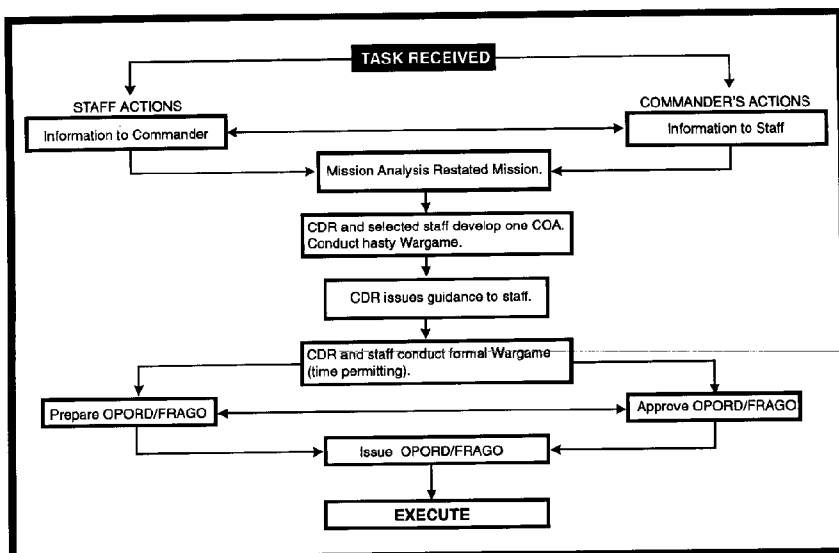 TASK RECEIVED
STAFF ACTIONS
COMMANDER'S ACTIONS
Information to Commander
Information to Staff
Mission Analysis Restated Mission.
CDR and selected staff develop one COA.
Conduct hasty Wargame.
CDR issues guidance to staff.
CDR and staff conduct formal Wargame
(time permitting).
Prepare OPORD/FRAGO
Approve OPORD/FRAGO
Issue OPORD/FRAGO
EXECUTE